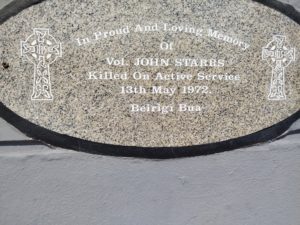 In Proud And Loving Memory
Of
Vol. JOHN STARRS
Killed On Active Service
13th May 1972.
Beirigi Bua